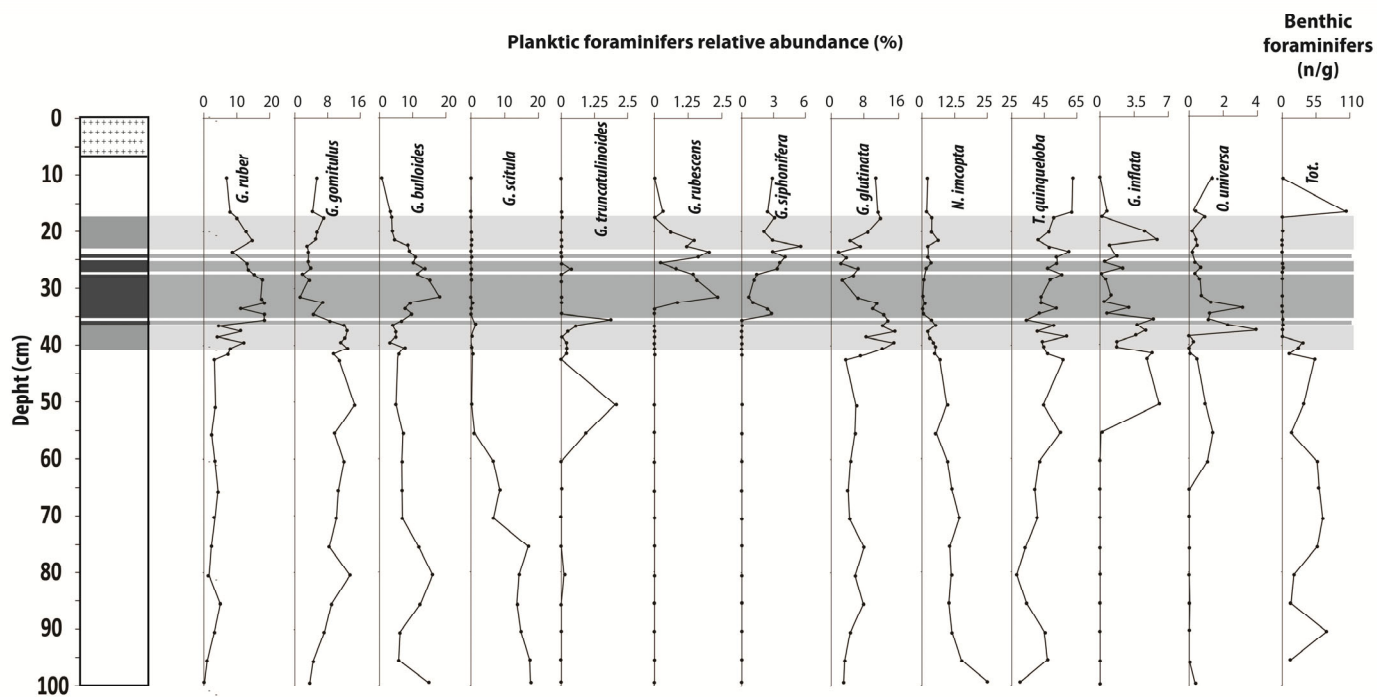 Planktic foraminifers relative abundance (%)
Benthic
foraminifers
(n/g)
0 10 20 0 8 16 0 10 20 0 10 20 0 1.25 2.5 0 1.25 2.5 0 3 6 0 8 16 0 12.5 25 25 45 65 0 3.5 7 0 2 4 0 55 110
G. ruber
G. gomitulus
G. bulloides
G. scitula
G. truncatulinoides
G. rubescens
G. siphonifera
G. glutinata
N. imcopta
T. quinqueloba
G. inflata
O. universa
Tot.
Depht (cm)
0
10
20
30
40
50
60
70
80
90
100